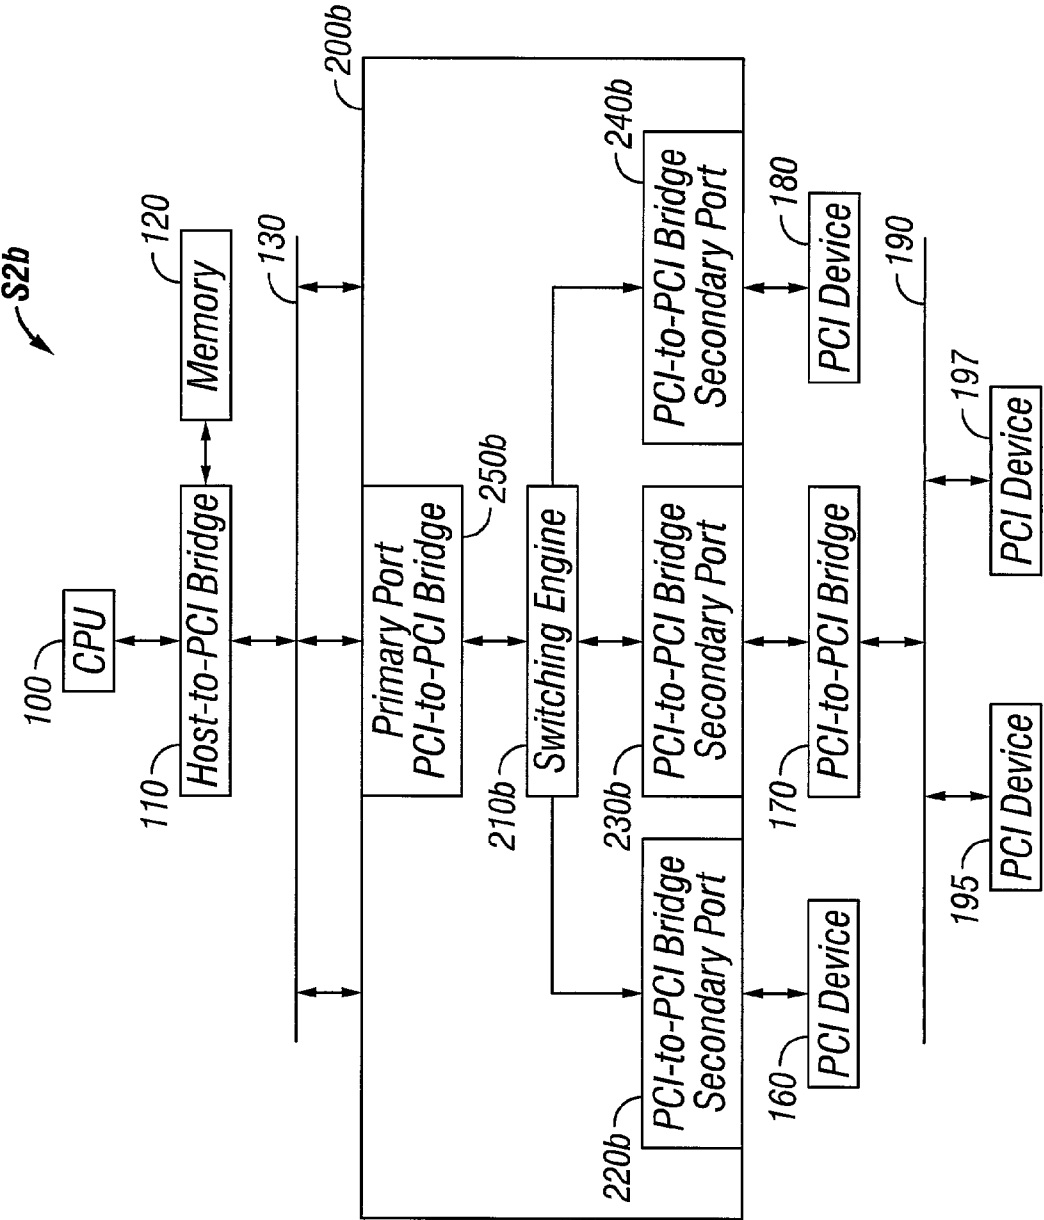 S2b
100
CPU
110
Host-to-PCI Bridge
120
Memory
130
200b
Primary Port
PCI-to-PCI Bridge
250b
210b
Switching Engine
220b
PCI-to-PCI Bridge
Secondary Port
230b
PCI-to-PCI Bridge
Secondary Port
240b
PCI-to-PCI Bridge
Secondary Port
160
PCI Device
170
PCI-to-PCI Bridge
180
PCI Device
190
195
PCI Device
197
PCI Device